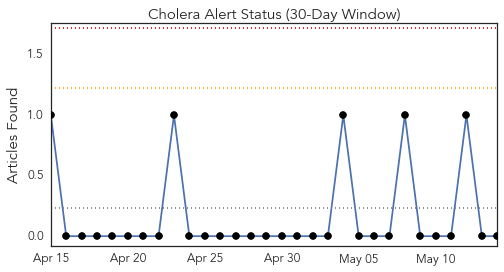 Cholera Alert Status (30-Day Window)
Articles Found
1.5
1.0
0.5
0.0
Apr 15 Apr 20 Apr 25 Apr 30 May 05 May 10